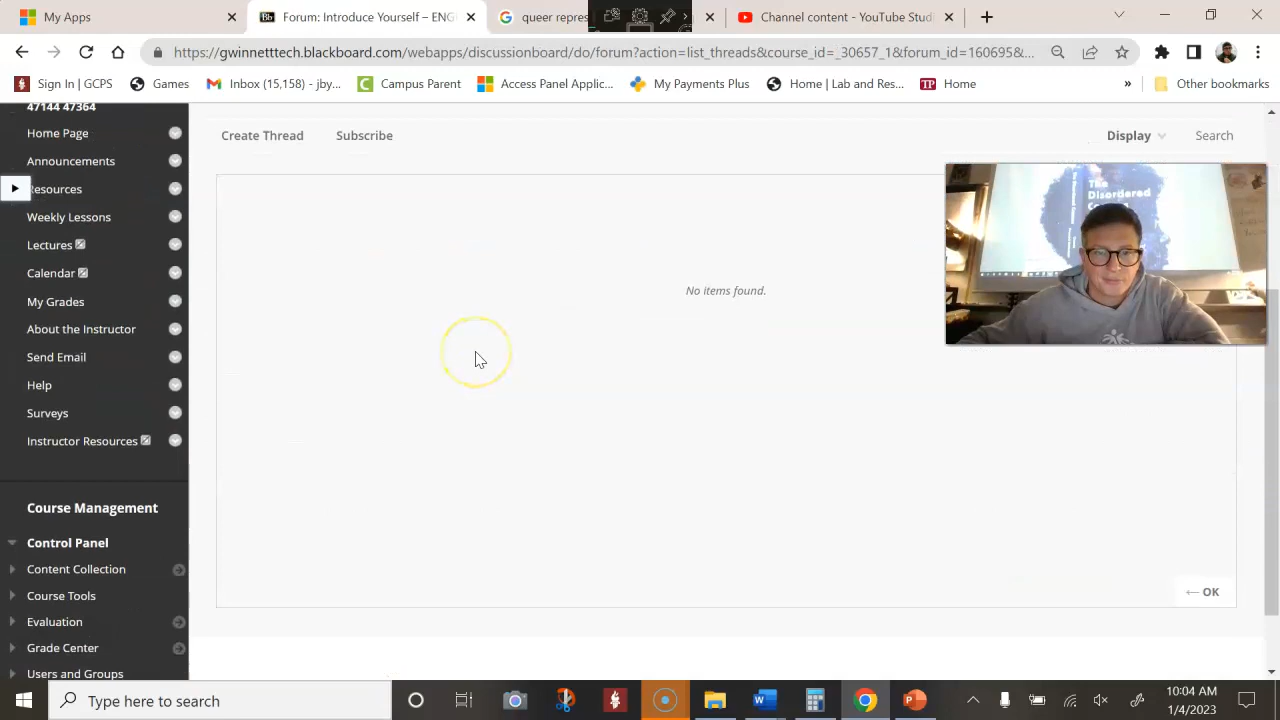 My Apps
Forum: Introduce Yourself – ENG
queer repres
Channel content - YouTube Studi
https://gwinnetttech.blackboard.com/webapps/discussionboard/do/forum?action=list_threads&course_id=_30657_1&forum_id=160695&...
Sign In | GCPS
Games
Inbox (15,158) - jby...
Campus Parent
Access Panel Applic...
My Payments Plus
Home | Lab and Res...
TP Home
»
Other bookmarks
47144 47364
Home Page
Announcements
Resources
Weekly Lessons
Lectures
Calendar
My Grades
About the Instructor
Send Email
Help
Surveys
Instructor Resources
Course Management
Control Panel
Content Collection
Course Tools
Evaluation
Grade Center
Users and Groups
Create Thread
Subscribe
Display
Search
The
Disordered
No items found.
← OK
Type here to search
10:04 AM
1/4/2023